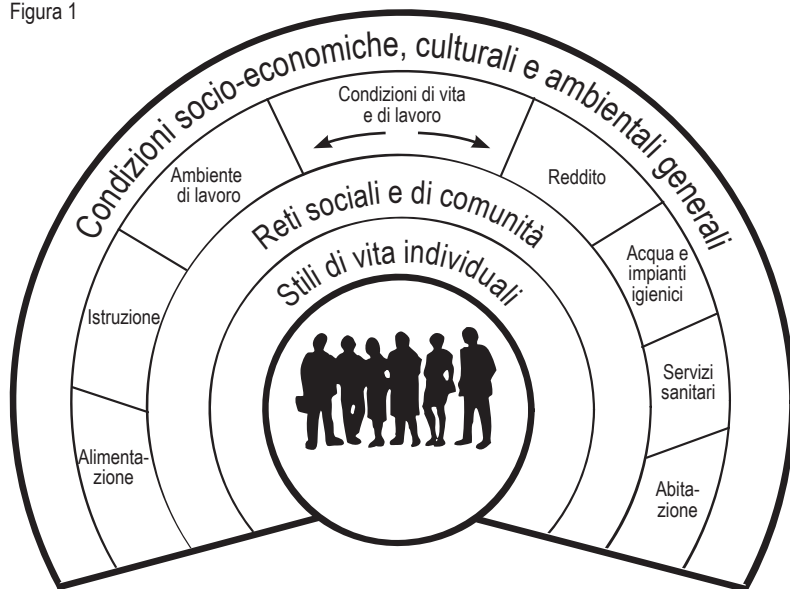 Figura 1
Condizioni socio-economiche, culturali e ambientali generali
Condizioni di vita
e di lavoro
Ambiente
di lavoro
Reddito
Reti sociali e di comunità
Acqua e
impianti
igienici
Stili di vita individuali
Istruzione
Servizi
sanitari
Alimenta-
zione
Abita-
zione